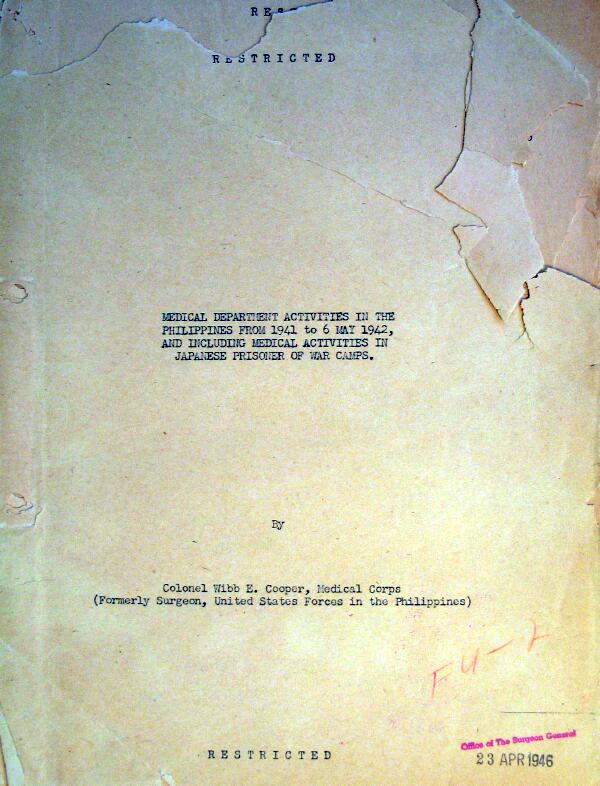 RESTRICTED
MEDICAL DEPARTMENT ACTIVITIES IN THE
PHILIPPINES FROM 1941 to 6 MAY 1942,
AND INCLUDING MEDICAL ACTIVITIES IN
JAPANESE PRISONER OF WAR CAMPS.
By
Colonel Wibb E. Cooper, Medical Corps
(Formerly Surgeon, United States Forces in the Philippines)
RESTRICTED
Office of The Surgeon General
23 APR 1946